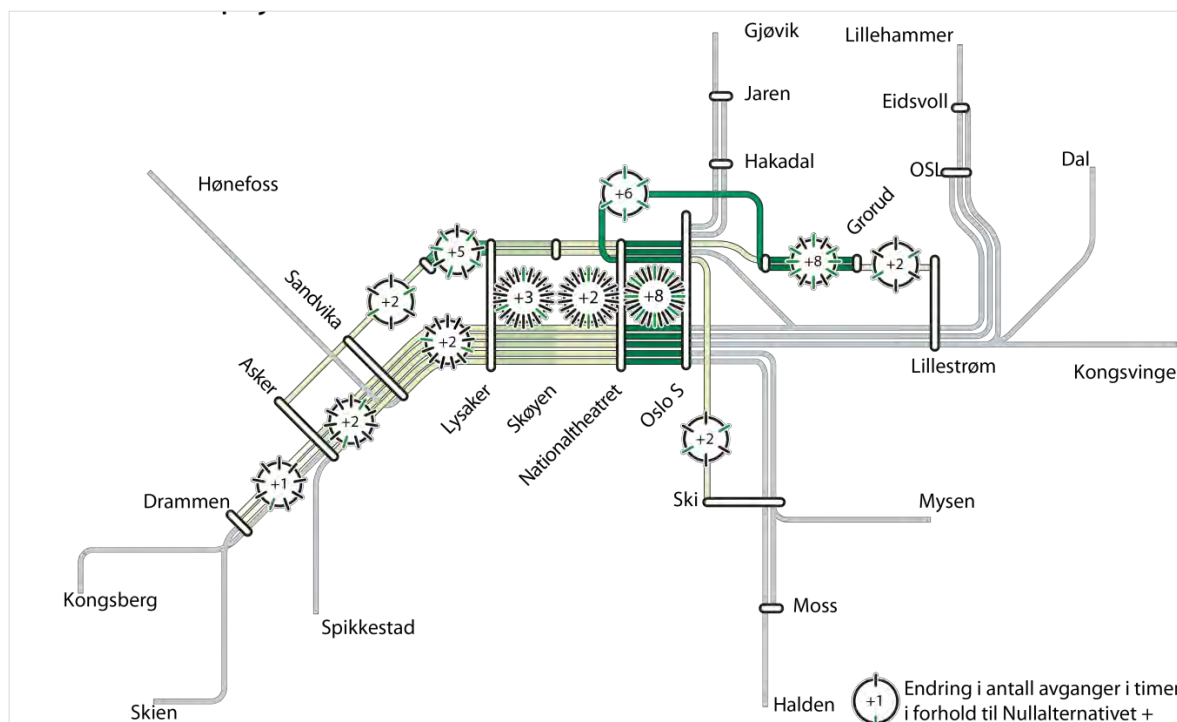 Gjøvik
Lillehammer
Jaren
Eidsvoll
Hakadal
OSL
Dal
Hønefoss
+6
Grorud
+5
+8
+2
Sandvika
+2
+3
+2
+8
+2
Lillestrøm
Kongsvinge
Asker
Lysaker
Skøyen
Nationaltheatret
Oslo S
+2
+2
+1
Drammen
Ski
Mysen
Kongsberg
Spikkestad
Moss
Skien
Halden
+1
Endring i antall avganger i timen
i forhold til Nullalternativet +